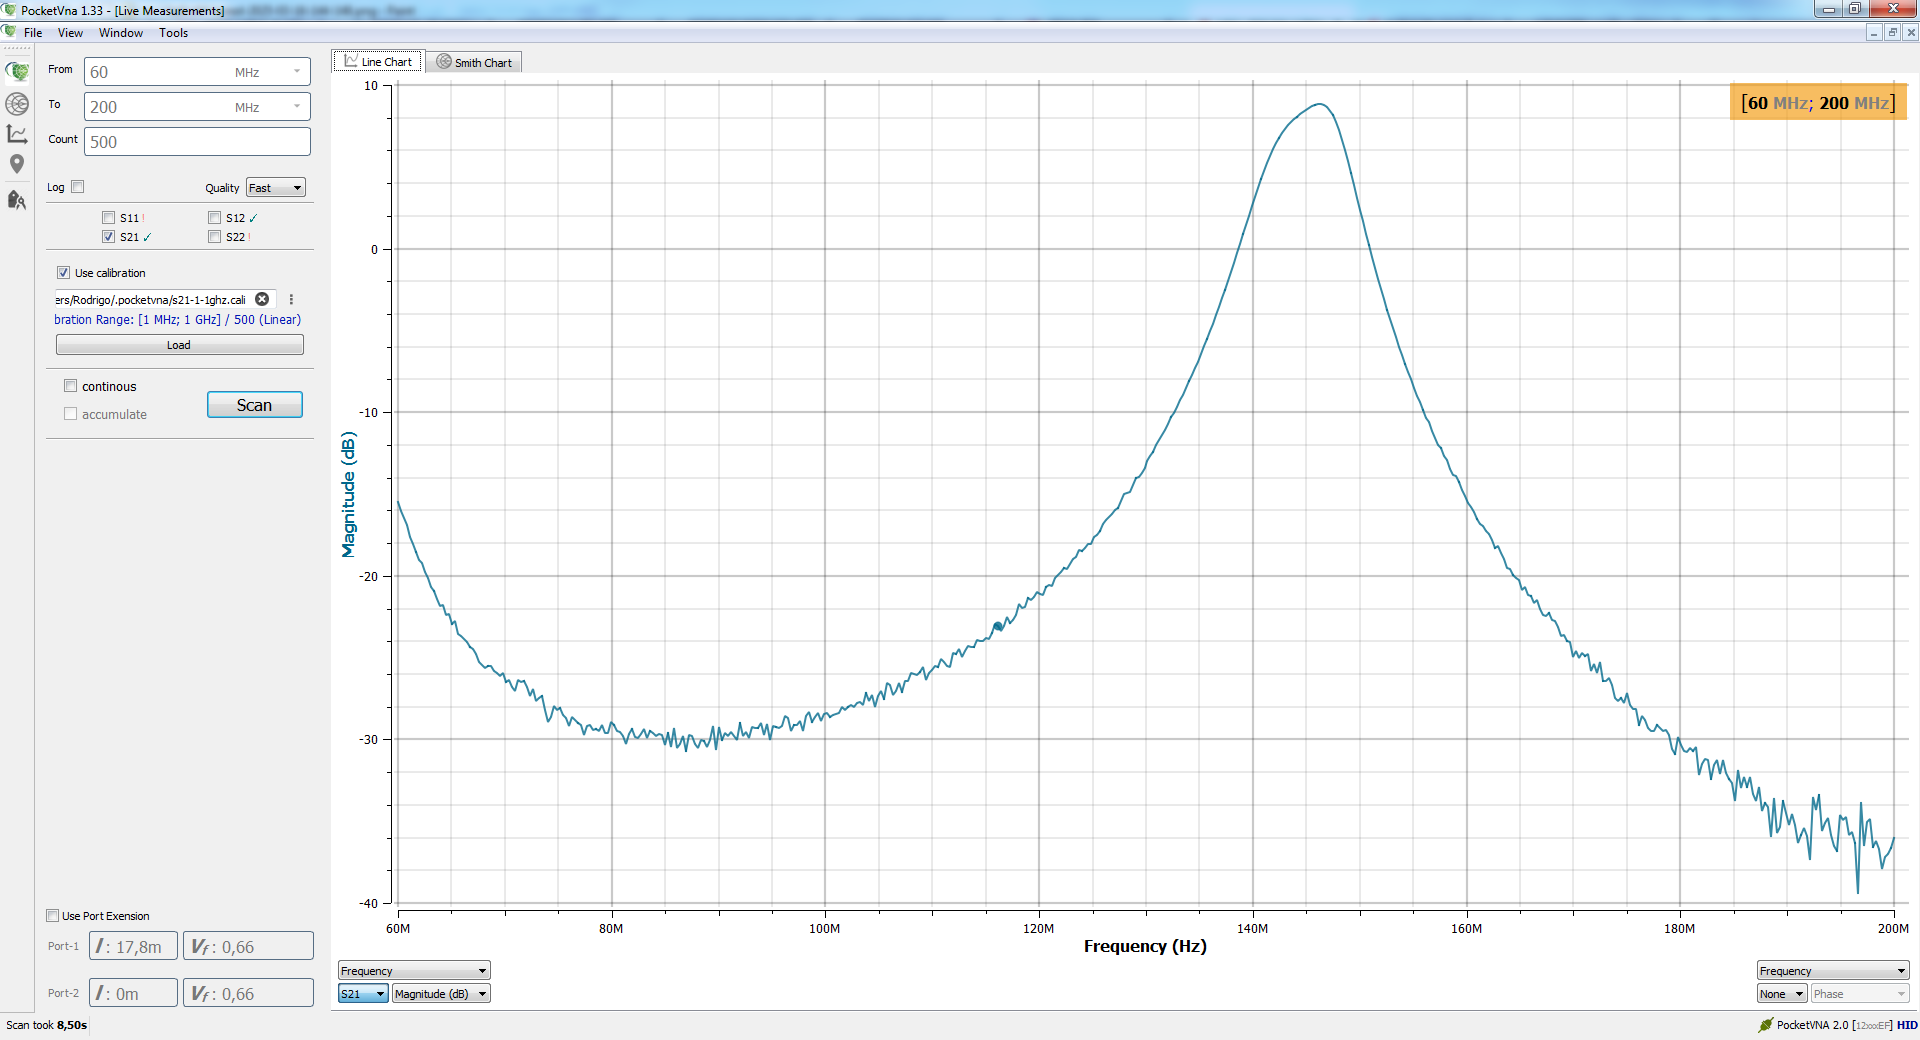 PocketVna 1.33 - [Live Measurements]
File View Window Tools
From 60 MHz
To 200 MHz
Count 500
Log Quality Fast
S11 ! S12 ✓
S21 ✓ S22 !
Use calibration
ers/Rodrigo/.pocketvna/s21-1-1ghz.cali
bration Range: [1 MHz; 1 GHz] / 500 (Linear)
Load
continous
accumulate
Scan
Use Port Exension
Port-1 l : 17,8m Vf : 0,66
Port-2 l : 0m Vf : 0,66
Scan took 8,50s
Line Chart Smith Chart
[60 MHz; 200 MHz]
10
0
-10
-20
-30
-40
Magnitude (dB)
60M 80M 100M 120M 140M 160M 180M 200M
Frequency (Hz)
Frequency
S21 Magnitude (dB)
Frequency
None Phase
PocketVNA 2.0 [12xxxEF] HID